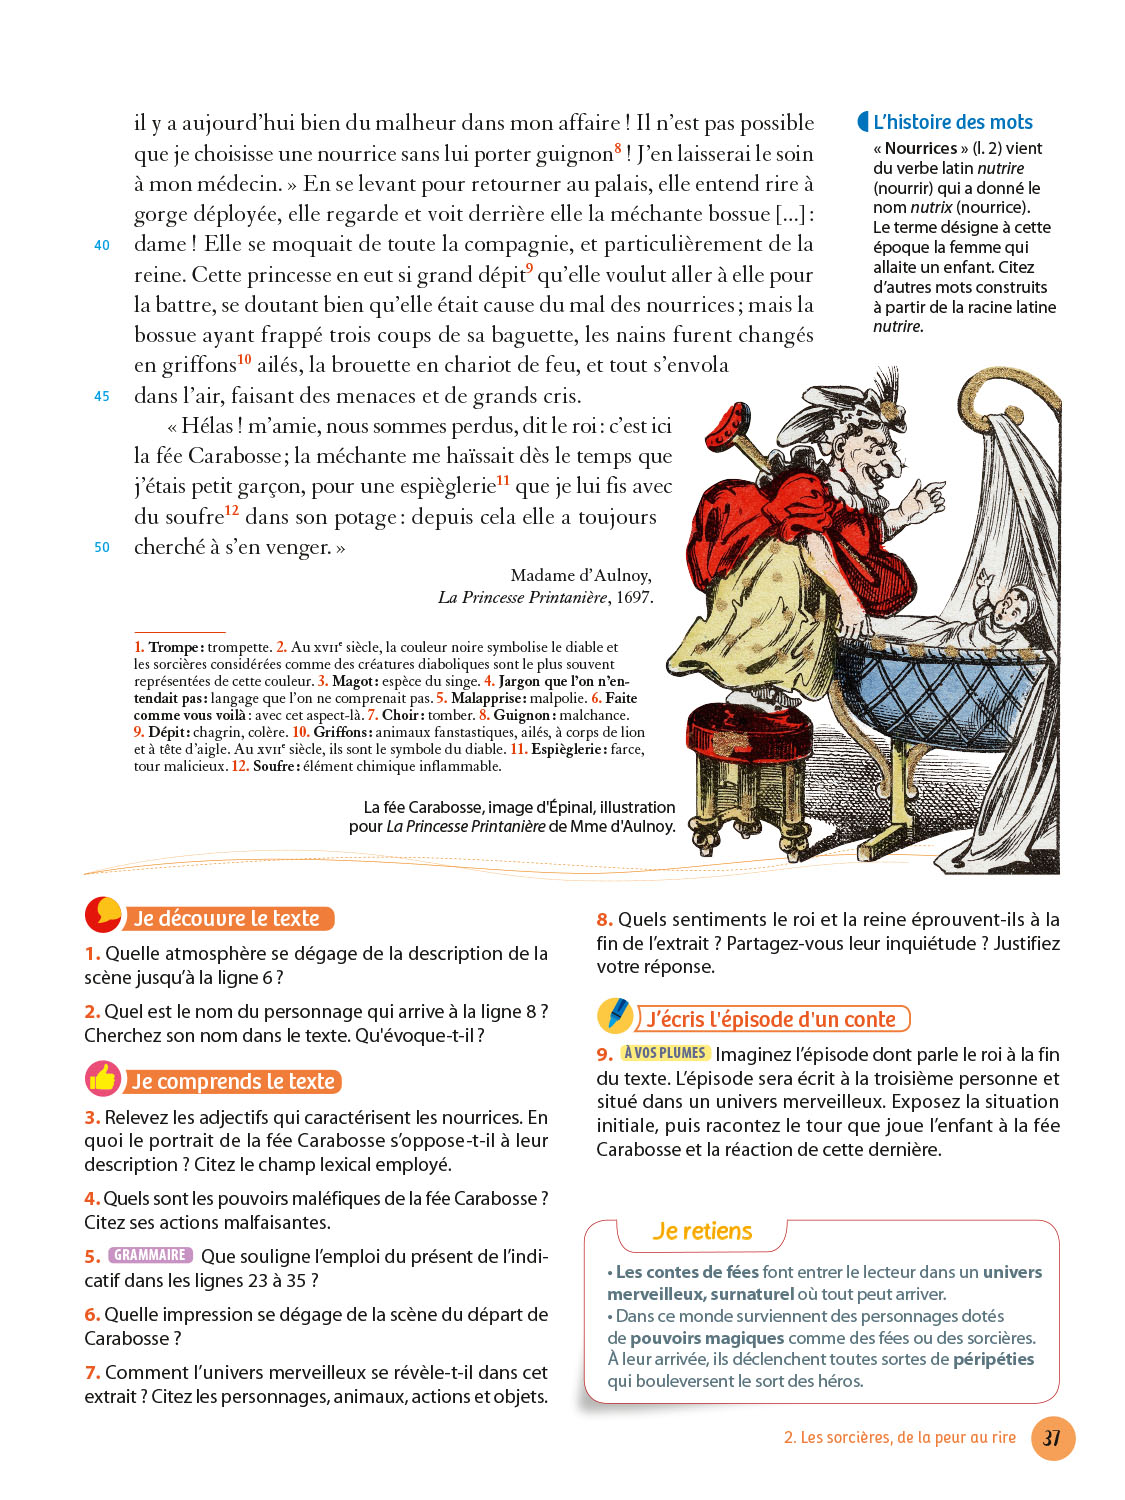 il y a aujourd’hui bien du malheur dans mon affaire ! Il n’est pas possible
que je choisisse une nourrice sans lui porter guignon8 ! J’en laisserai le soin
à mon médecin. » En se levant pour retourner au palais, elle entend rire à
gorge déployée, elle regarde et voit derrière elle la méchante bossue [...] :
40 dame ! Elle se moquait de toute la compagnie, et particulièrement de la
reine. Cette princesse en eut si grand dépit9 qu’elle voulut aller à elle pour
la battre, se doutant bien qu’elle était cause du mal des nourrices ; mais la
bossue ayant frappé trois coups de sa baguette, les nains furent changés
en griffons10 ailés, la brouette en chariot de feu, et tout s’envola
45 dans l’air, faisant des menaces et de grands cris.
« Hélas ! m’amie, nous sommes perdus, dit le roi : c’est ici
la fée Carabosse ; la méchante me haïssait dès le temps que
j’étais petit garçon, pour une espièglerie11 que je lui fis avec
du soufre12 dans son potage : depuis cela elle a toujours
50 cherché à s’en venger. »
Madame d’Aulnoy,
La Princesse Printanière, 1697.
L’histoire des mots
« Nourrices » (l. 2) vient
du verbe latin nutrire
(nourrir) qui a donné le
nom nutrix (nourrice).
Le terme désigne à cette
époque la femme qui
allaite un enfant. Citez
d’autres mots construits
à partir de la racine latine
nutrire.
1. Trompe : trompette. 2. Au XVIIe siècle, la couleur noire symbolise le diable et
les sorcières considérées comme des créatures diaboliques sont le plus souvent
représentées de cette couleur. 3. Magot : espèce du singe. 4. Jargon que l’on n’en-
tendait pas : langage que l’on ne comprenait pas. 5. Malapprise : malpolie. 6. Faite
comme vous voilà : avec cet aspect-là. 7. Choir : tomber. 8. Guignon : malchance.
9. Dépit : chagrin, colère. 10. Griffons : animaux fanstastiques, ailés, à corps de lion
et à tête d’aigle. Au XVIIe siècle, ils sont le symbole du diable. 11. Espièglerie : farce,
tour malicieux. 12. Soufre : élément chimique inflammable.
La fée Carabosse, image d'Épinal, illustration
pour La Princesse Printanière de Mme d'Aulnoy.
Je découvre le texte
1. Quelle atmosphère se dégage de la description de la
scène jusqu’à la ligne 6 ?
2. Quel est le nom du personnage qui arrive à la ligne 8 ?
Cherchez son nom dans le texte. Qu'évoque-t-il ?
Je comprends le texte
3. Relevez les adjectifs qui caractérisent les nourrices. En
quoi le portrait de la fée Carabosse s’oppose-t-il à leur
description ? Citez le champ lexical employé.
4. Quels sont les pouvoirs maléfiques de la fée Carabosse ?
Citez ses actions malfaisantes.
5. GRAMMAIRE Que souligne l’emploi du présent de l’indi-
catif dans les lignes 23 à 35 ?
6. Quelle impression se dégage de la scène du départ de
Carabosse ?
7. Comment l’univers merveilleux se révèle-t-il dans cet
extrait ? Citez les personnages, animaux, actions et objets.
8. Quels sentiments le roi et la reine éprouvent-ils à la
fin de l’extrait ? Partagez-vous leur inquiétude ? Justifiez
votre réponse.
J’écris l'épisode d'un conte
9. À VOS PLUMES Imaginez l’épisode dont parle le roi à la fin
du texte. L’épisode sera écrit à la troisième personne et
situé dans un univers merveilleux. Exposez la situation
initiale, puis racontez le tour que joue l’enfant à la fée
Carabosse et la réaction de cette dernière.
Je retiens
• Les contes de fées font entrer le lecteur dans un univers
merveilleux, surnaturel où tout peut arriver.
• Dans ce monde surviennent des personnages dotés
de pouvoirs magiques comme des fées ou des sorcières.
À leur arrivée, ils déclenchent toutes sortes de péripéties
qui bouleversent le sort des héros.
2. Les sorcières, de la peur au rire 37